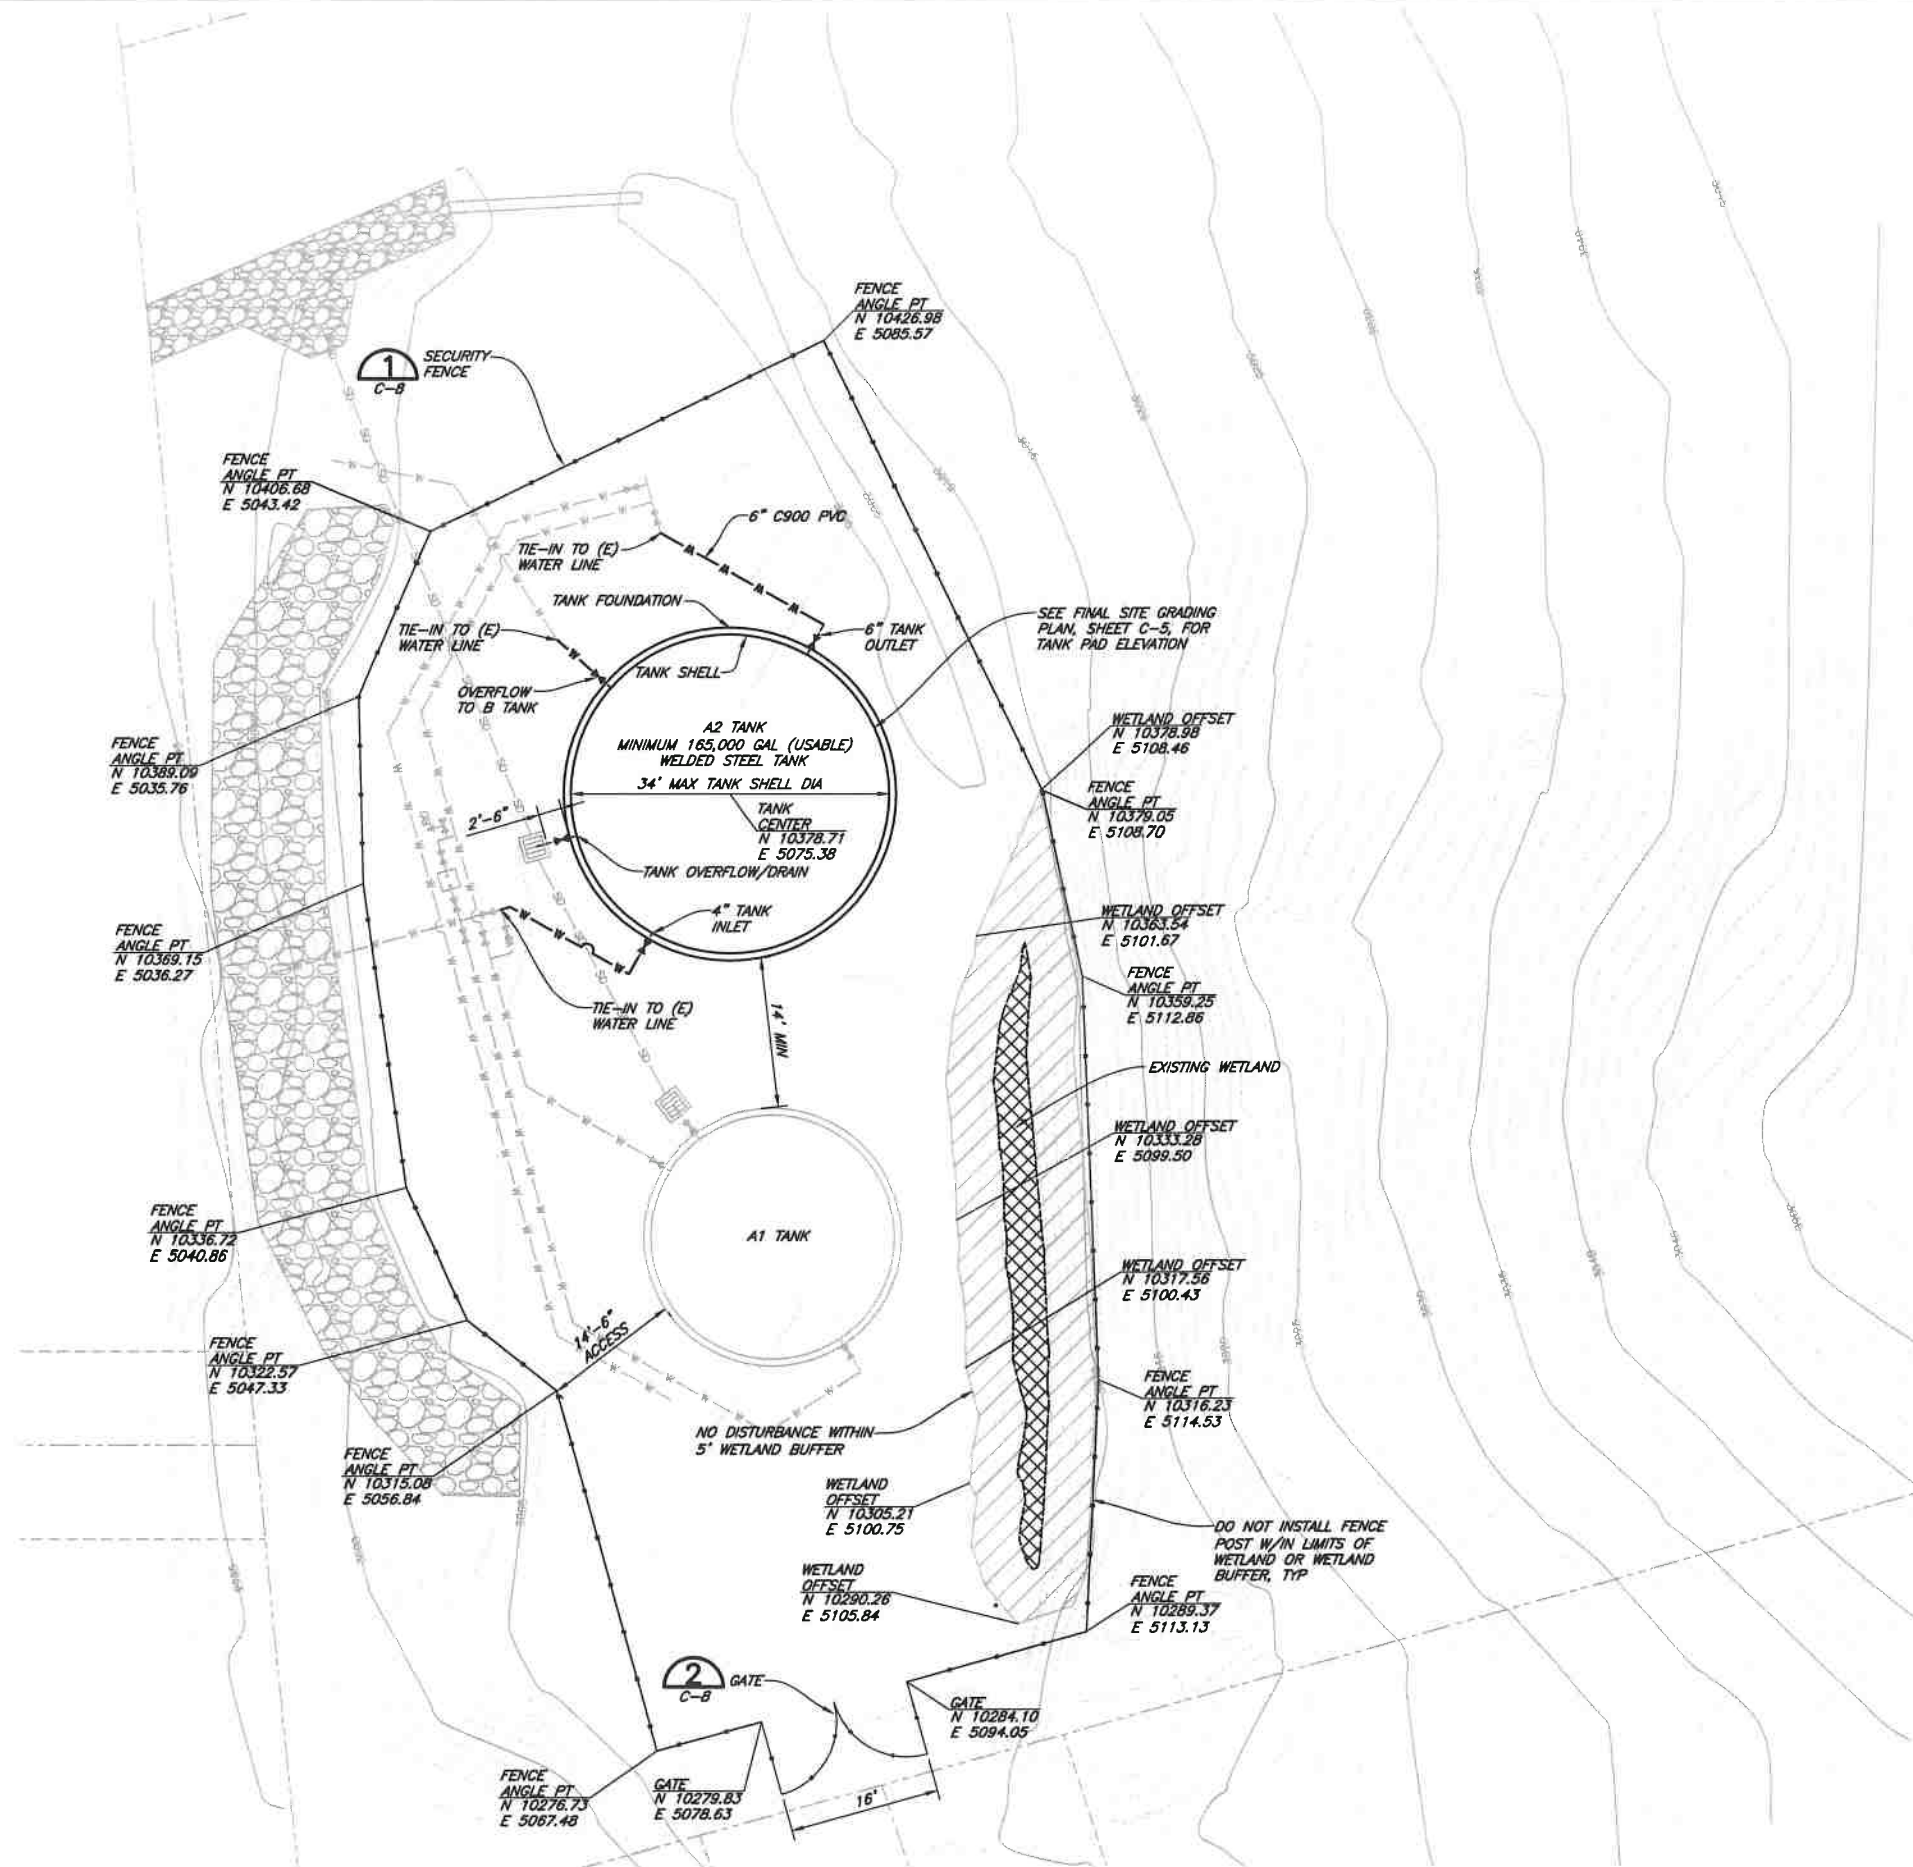 FENCE
ANGLE PT
N 10426.98
E 5085.57
1
C-8
SECURITY
FENCE
FENCE
ANGLE PT
N 10406.68
E 5043.42
6" C900 PVC
TIE-IN TO (E)
WATER LINE
TANK FOUNDATION
TIE-IN TO (E)
WATER LINE
6" TANK
OUTLET
SEE FINAL SITE GRADING
PLAN, SHEET C-5, FOR
TANK PAD ELEVATION
TANK SHELL
OVERFLOW
TO B TANK
A2 TANK
MINIMUM 165,000 GAL (USABLE)
WELDED STEEL TANK
34' MAX TANK SHELL DIA
TANK
CENTER
N 10378.71
E 5075.38
WETLAND OFFSET
N 10378.98
E 5108.46
FENCE
ANGLE PT
N 10389.09
E 5035.76
FENCE
ANGLE PT
N 10379.05
E 5108.70
2'-6"
TANK OVERFLOW/DRAIN
4" TANK
INLET
WETLAND OFFSET
N 10363.54
E 5101.67
FENCE
ANGLE PT
N 10369.15
E 5036.27
FENCE
ANGLE PT
N 10359.25
E 5112.86
TIE-IN TO (E)
WATER LINE
14' MIN
EXISTING WETLAND
WETLAND OFFSET
N 10333.28
E 5099.50
FENCE
ANGLE PT
N 10336.72
E 5040.86
A1 TANK
WETLAND OFFSET
N 10317.56
E 5100.43
14'-6"
ACCESS
FENCE
ANGLE PT
N 10322.57
E 5047.33
FENCE
ANGLE PT
N 10316.23
E 5114.53
NO DISTURBANCE WITHIN
5' WETLAND BUFFER
FENCE
ANGLE PT
N 10315.08
E 5056.84
WETLAND
OFFSET
N 10305.21
E 5100.75
DO NOT INSTALL FENCE
POST W/IN LIMITS OF
WETLAND OR WETLAND
BUFFER, TYP
WETLAND
OFFSET
N 10290.26
E 5105.84
FENCE
ANGLE PT
N 10289.37
E 5113.13
2
C-8
GATE
GATE
N 10284.10
E 5094.05
FENCE
ANGLE PT
N 10276.73
E 5067.48
GATE
N 10279.83
E 5078.63
16'